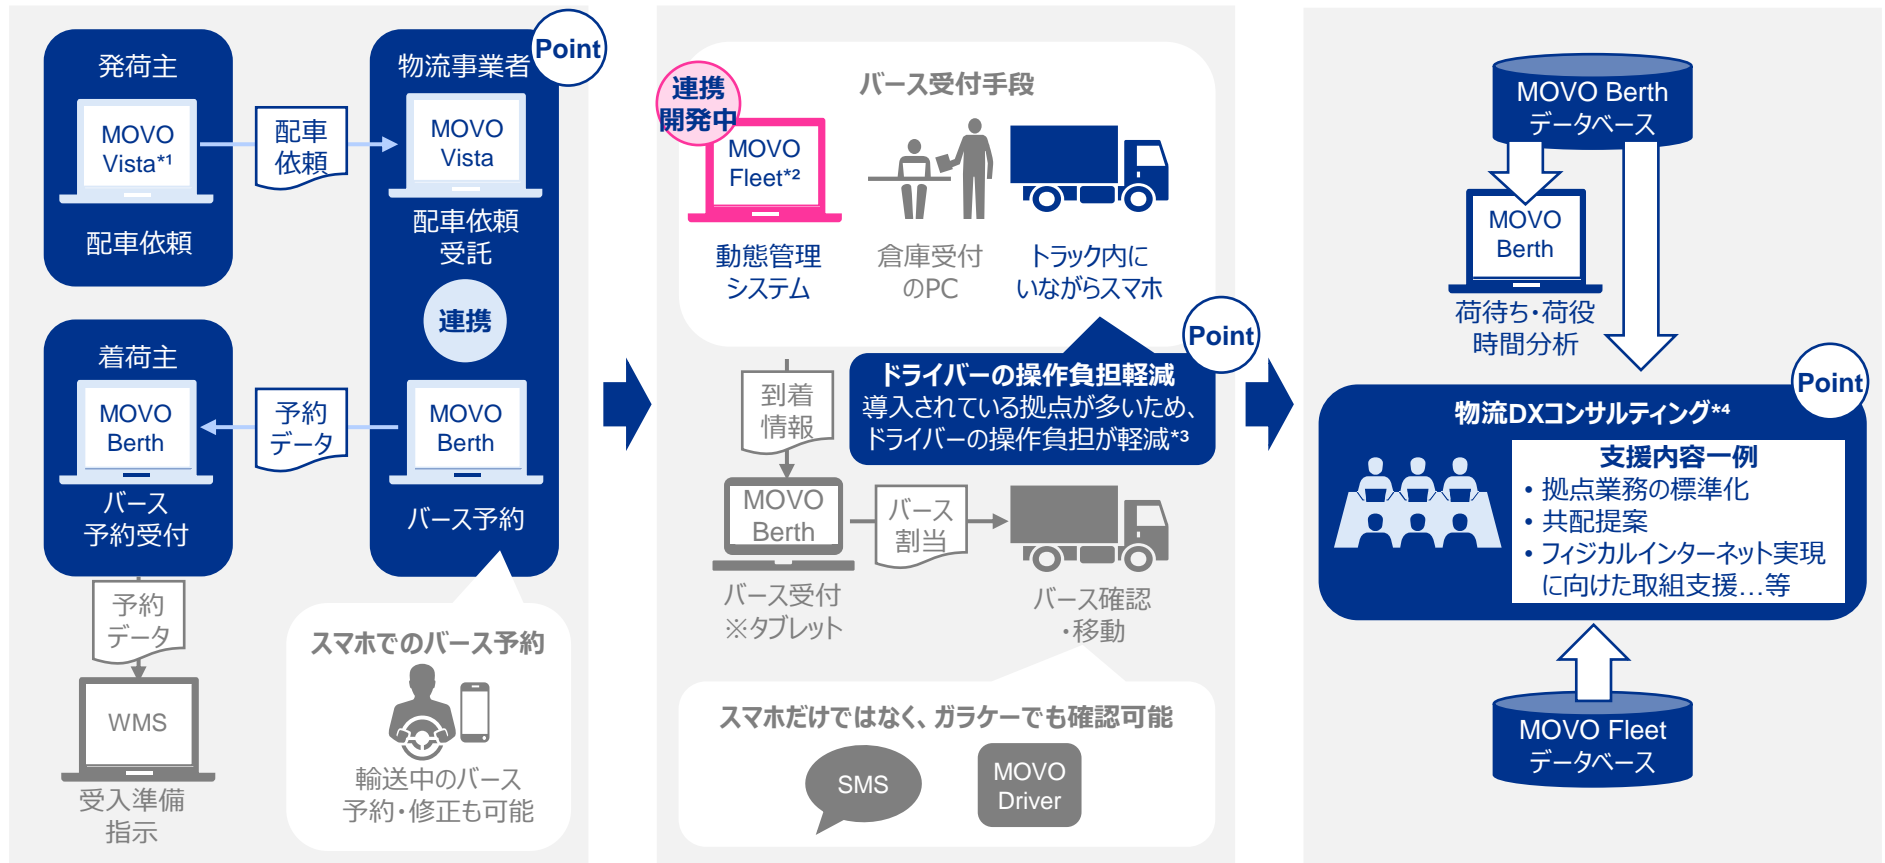 発荷主
MOVO
Vista*¹
配車依頼
配車
依頼
物流事業者
Point
MOVO
Vista
配車依頼
受託
連携
着荷主
MOVO
Berth
バース
予約受付
予約
データ
MOVO
Berth
バース予約
予約
データ
WMS
受入準備
指示
スマホでのバース予約
輸送中のバース
予約・修正も可能
バース受付手段
連携
開発中
MOVO
Fleet*²
動態管理
システム
倉庫受付
のPC
トラック内に
いながらスマホ
Point
ドライバーの操作負担軽減
導入されている拠点が多いため、
ドライバーの操作負担が軽減*³
到着
情報
MOVO
Berth
バース受付
※タブレット
バース
割当
バース確認
・移動
スマホだけではなく、ガラケーでも確認可能
SMS
MOVO
Driver
MOVO Berth
データベース
MOVO
Berth
荷待ち・荷役
時間分析
Point
物流DXコンサルティング*⁴
支援内容一例
• 拠点業務の標準化
• 共配提案
• フィジカルインターネット実現
に向けた取組支援…等
MOVO Fleet
データベース